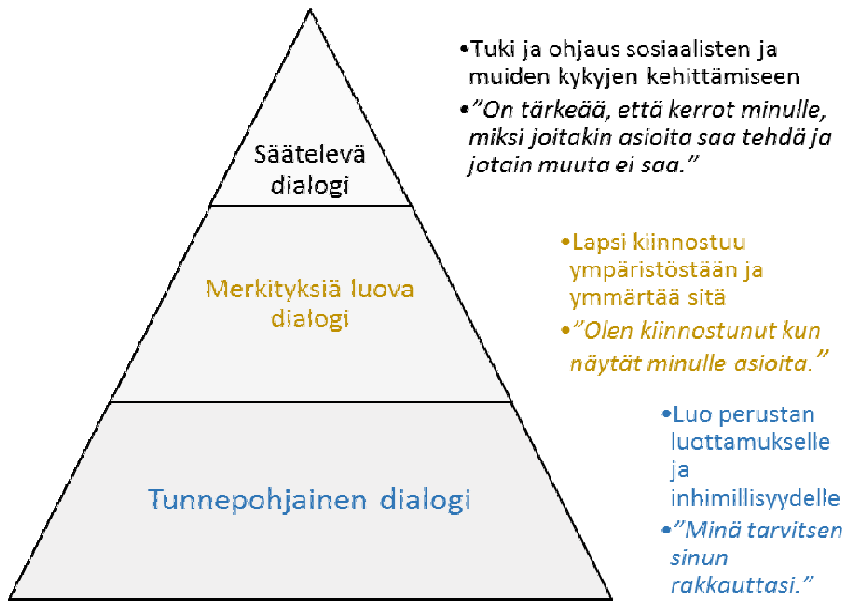 •Tuki ja ohjaus sosiaalisten ja
muiden kykyjen kehittämiseen
•”On tärkeää, että kerrot minulle,
miksi joitakin asioita saa tehdä ja
jotain muuta ei saa.”
Säätelevä
dialogi
•Lapsi kiinnostuu
ympäristöstään ja
ymmärtää sitä
•”Olen kiinnostunut kun
näytät minulle asioita.”
Merkityksiä luova
dialogi
•Luo perustan
luottamukselle
ja
inhimillisyydelle
•”Minä tarvitsen
sinun
rakkauttasi.”
Tunnepohjainen dialogi